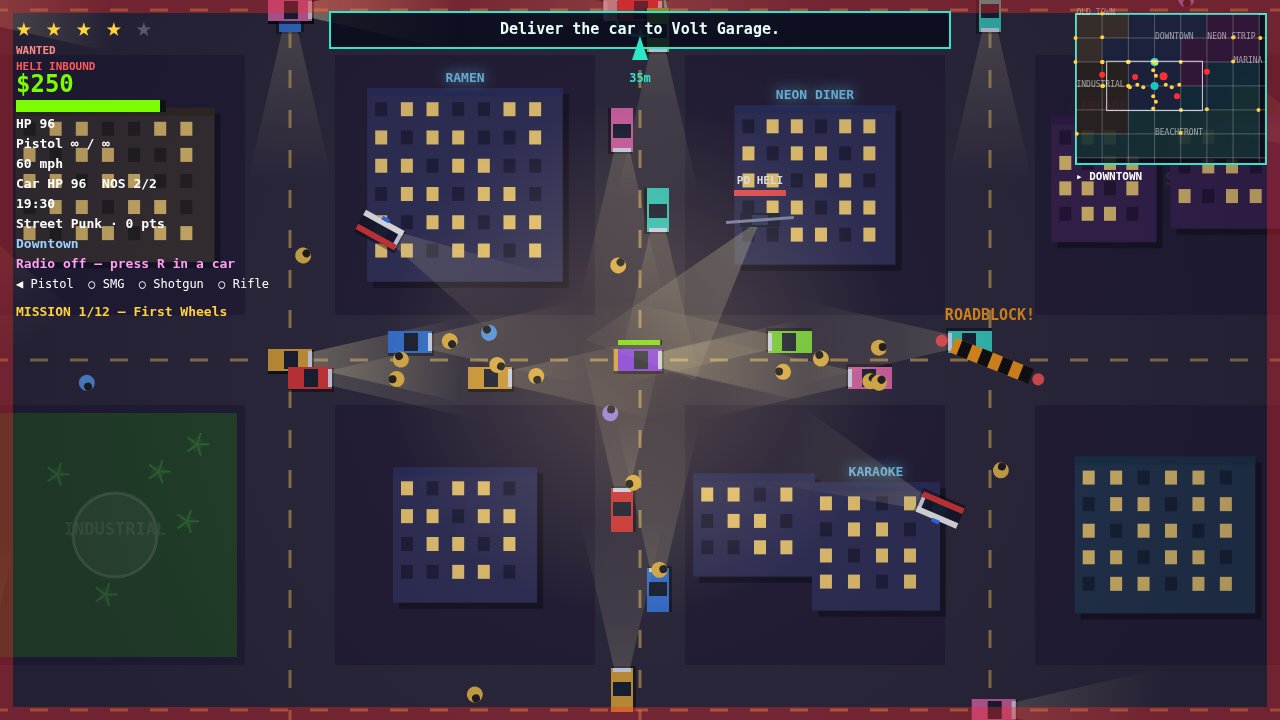 Deliver the car to Volt Garage.
35m
WANTED
HELI INBOUND
$250
HP 96
Pistol ∞ / ∞
60 mph
Car HP 96 NOS 2/2
19:30
Street Punk · 0 pts
Downtown
Radio off — press R in a car
◀ Pistol ○ SMG ○ Shotgun ○ Rifle
MISSION 1/12 — First Wheels
RAMEN
NEON DINER
PD HELI
OLD TOWN
DOWNTOWN NEON STRIP
MARINA
INDUSTRIAL
BEACHFRONT
▸ DOWNTOWN
ROADBLOCK!
KARAOKE
INDUSTRIAL